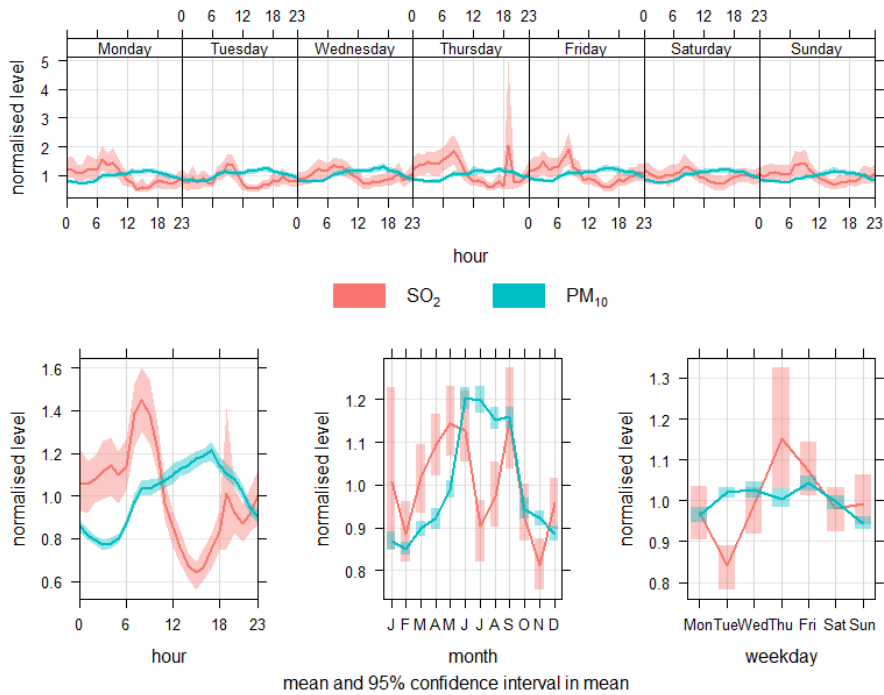 0 6 12 18 23 0 6 12 18 23 0 6 12 18 23
Monday Tuesday Wednesday Thursday Friday Saturday Sunday
normalised level
5
4
3
2
1
0 6 12 18 23 0 6 12 18 23 0 6 12 18 23 0 6 12 18 23
hour
SO2 PM10
normalised level
1.6
1.4
1.2
1.0
0.8
0.6
0 6 12 18 23
hour
normalised level
1.2
1.1
1.0
0.9
0.8
J F M A M J J A S O N D
month
normalised level
1.3
1.2
1.1
1.0
0.9
0.8
Mon Tue Wed Thu Fri Sat Sun
weekday
mean and 95% confidence interval in mean